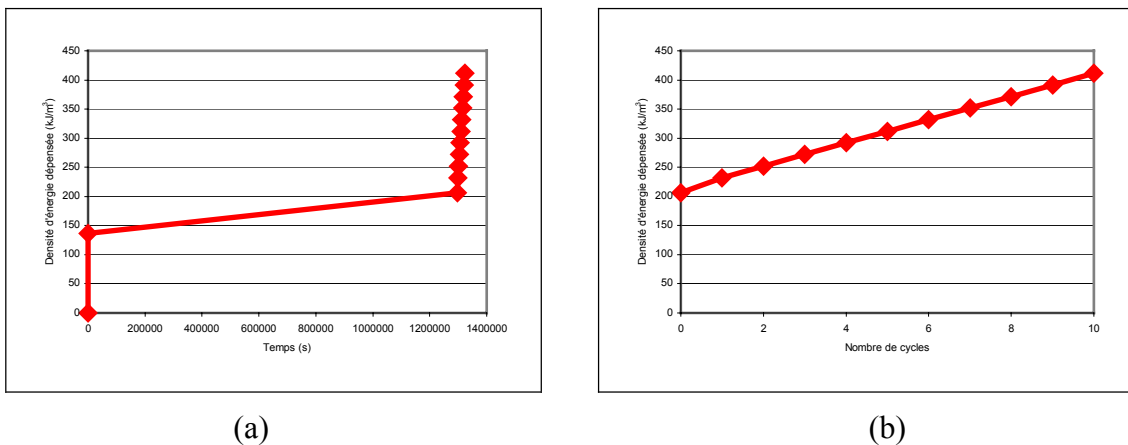 Densité d'énergie dépensée (kJ/m³)
450
400
350
300
250
200
150
100
50
0
0 200000 400000 600000 800000 1000000 1200000 1400000
Temps (s)
(a)
Densité d'énergie dépensée (kJ/m³)
450
400
350
300
250
200
150
100
50
0
0 2 4 6 8 10
Nombre de cycles
(b)